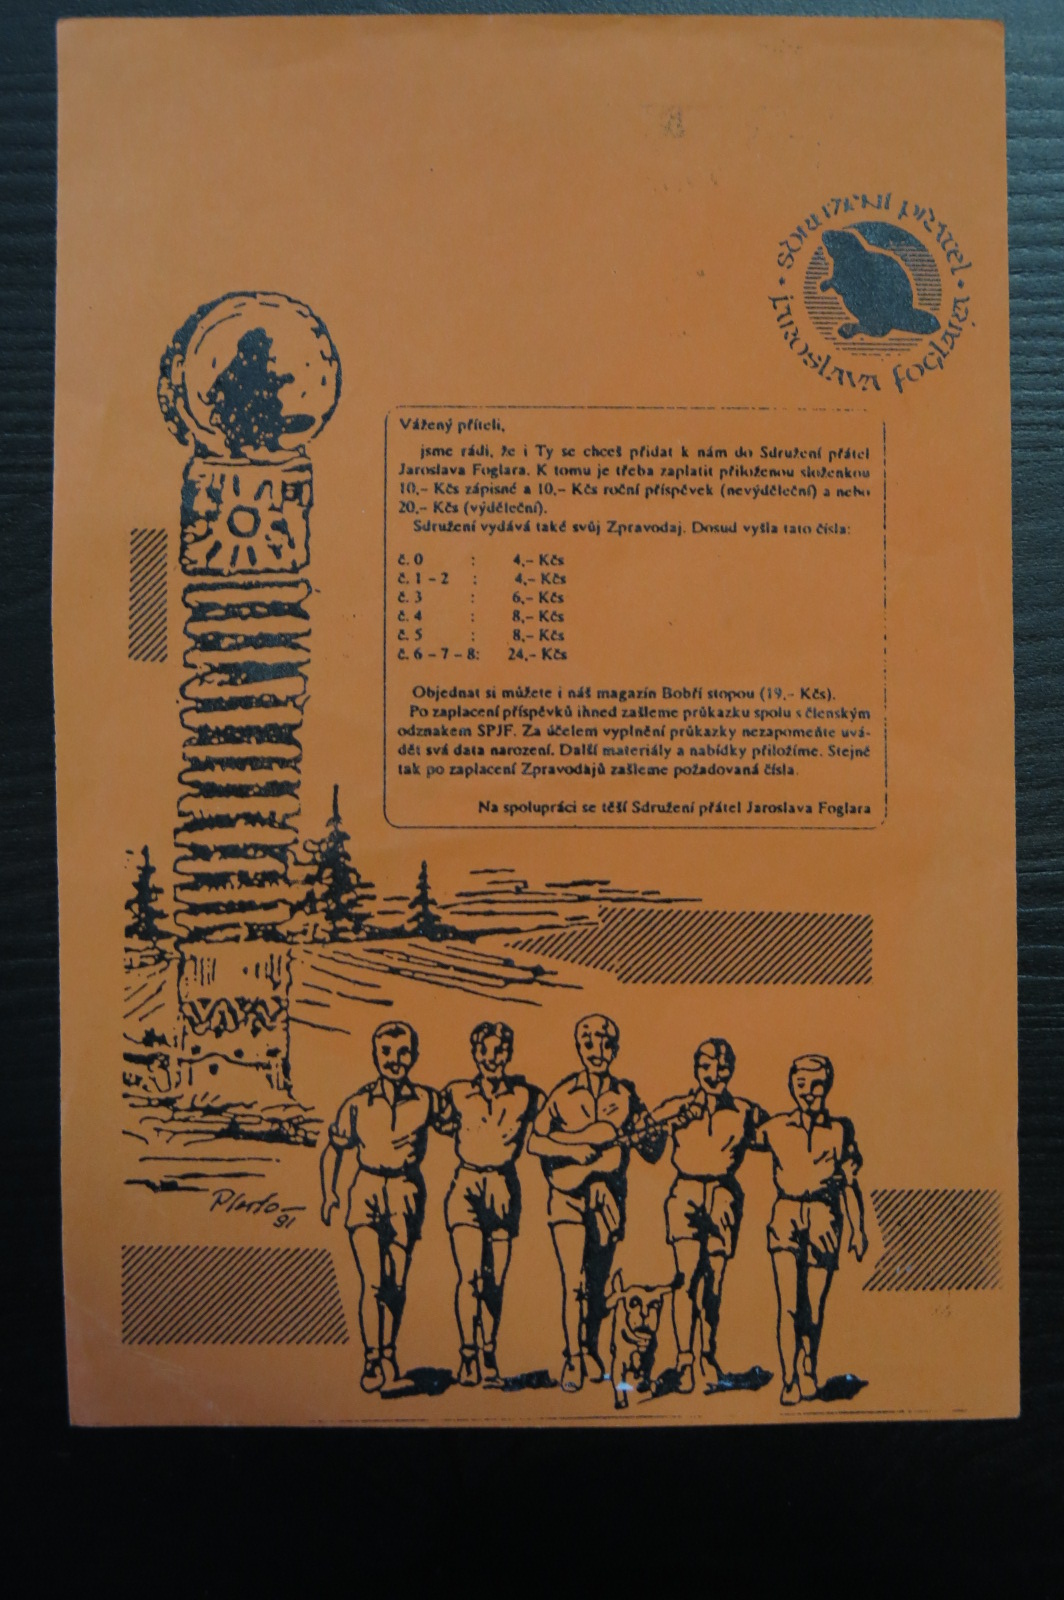 • SDRUŽENÍ PŘÁTEL •
JAROSLAVA FOGLARA
Vážený příteli,
jsme rádi, že i Ty se chceš přidat k nám do Sdružení přátel
Jaroslava Foglara. K tomu je třeba zaplatit přiloženou složenkou
10,- Kčs zápisné a 10,- Kčs roční příspěvek (nevýděleční) a nebo
20,- Kčs (výděleční).
Sdružení vydává také svůj Zpravodaj. Dosud vyšla tato čísla:
č. 0 : 4,- Kčs
č. 1 - 2 : 4,- Kčs
č. 3 : 6,- Kčs
č. 4 : 8,- Kčs
č. 5 : 8,- Kčs
č. 6 - 7 - 8: 24,- Kčs
Objednat si můžete i náš magazín Bobří stopou (19,- Kčs).
Po zaplacení příspěvků ihned zašleme průkazku spolu s členským
odznakem SPJF. Za účelem vyplnění průkazky nezapomeňte uvá-
dět svá data narození. Další materiály a nabídky přiložíme. Stejně
tak po zaplacení Zpravodajů zašleme požadovaná čísla.
Na spolupráci se těší Sdružení přátel Jaroslava Foglara
91